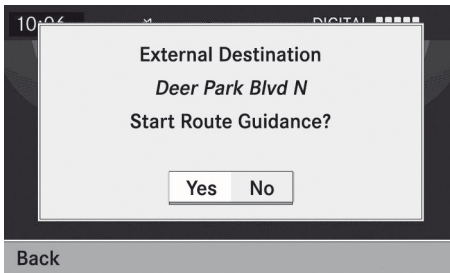 External Destination
Deer Park Blvd N
Start Route Guidance?
Yes No
Back